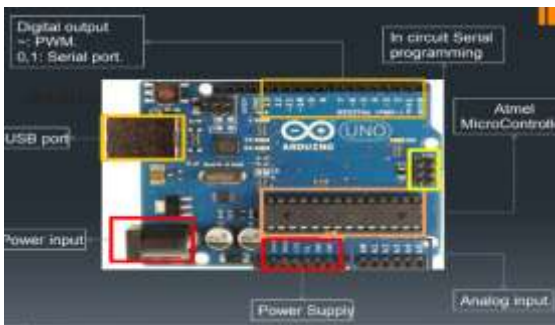 Digital output
~: PWM.
0,1: Serial port.
In circuit Serial
programming
Atmel
MicroControlle
USB port
UNO
ARDUINO
Power input
Power Supply
Analog input